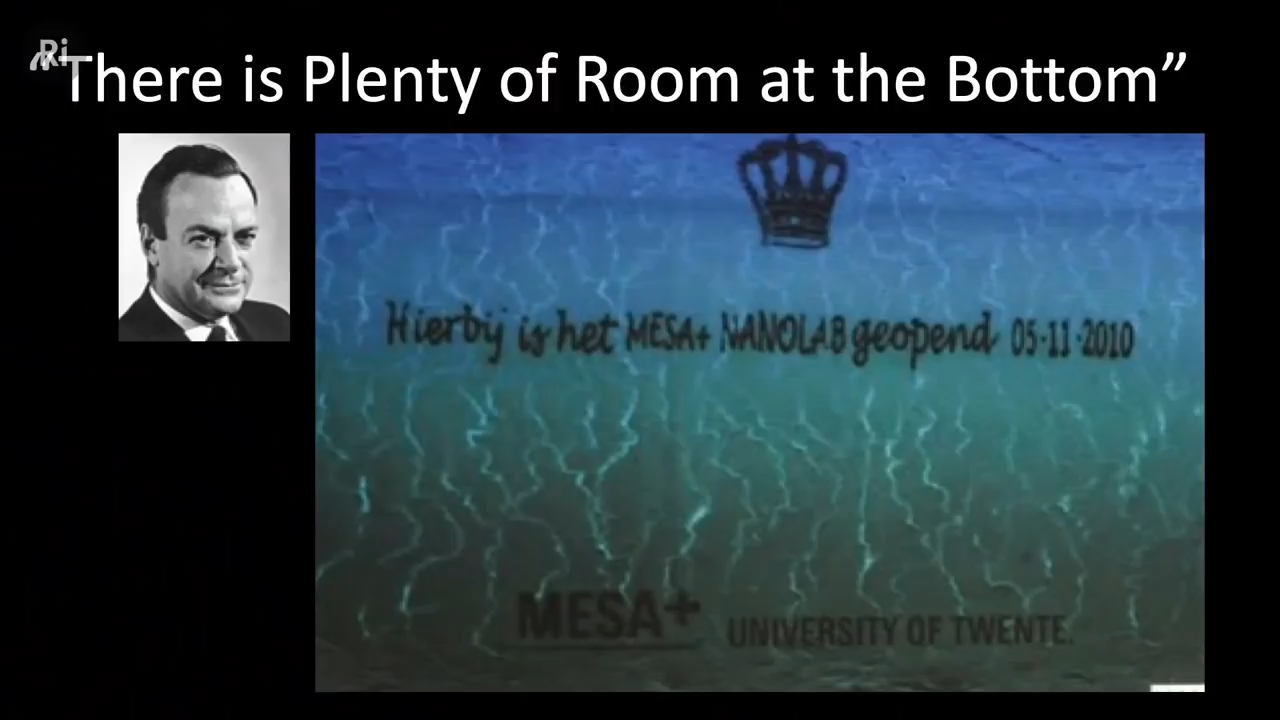 Ri
“There is Plenty of Room at the Bottom”
Hierbij is het MESA+ NANOLAB geopend 05·11·2010
MESA+ UNIVERSITY OF TWENTE.